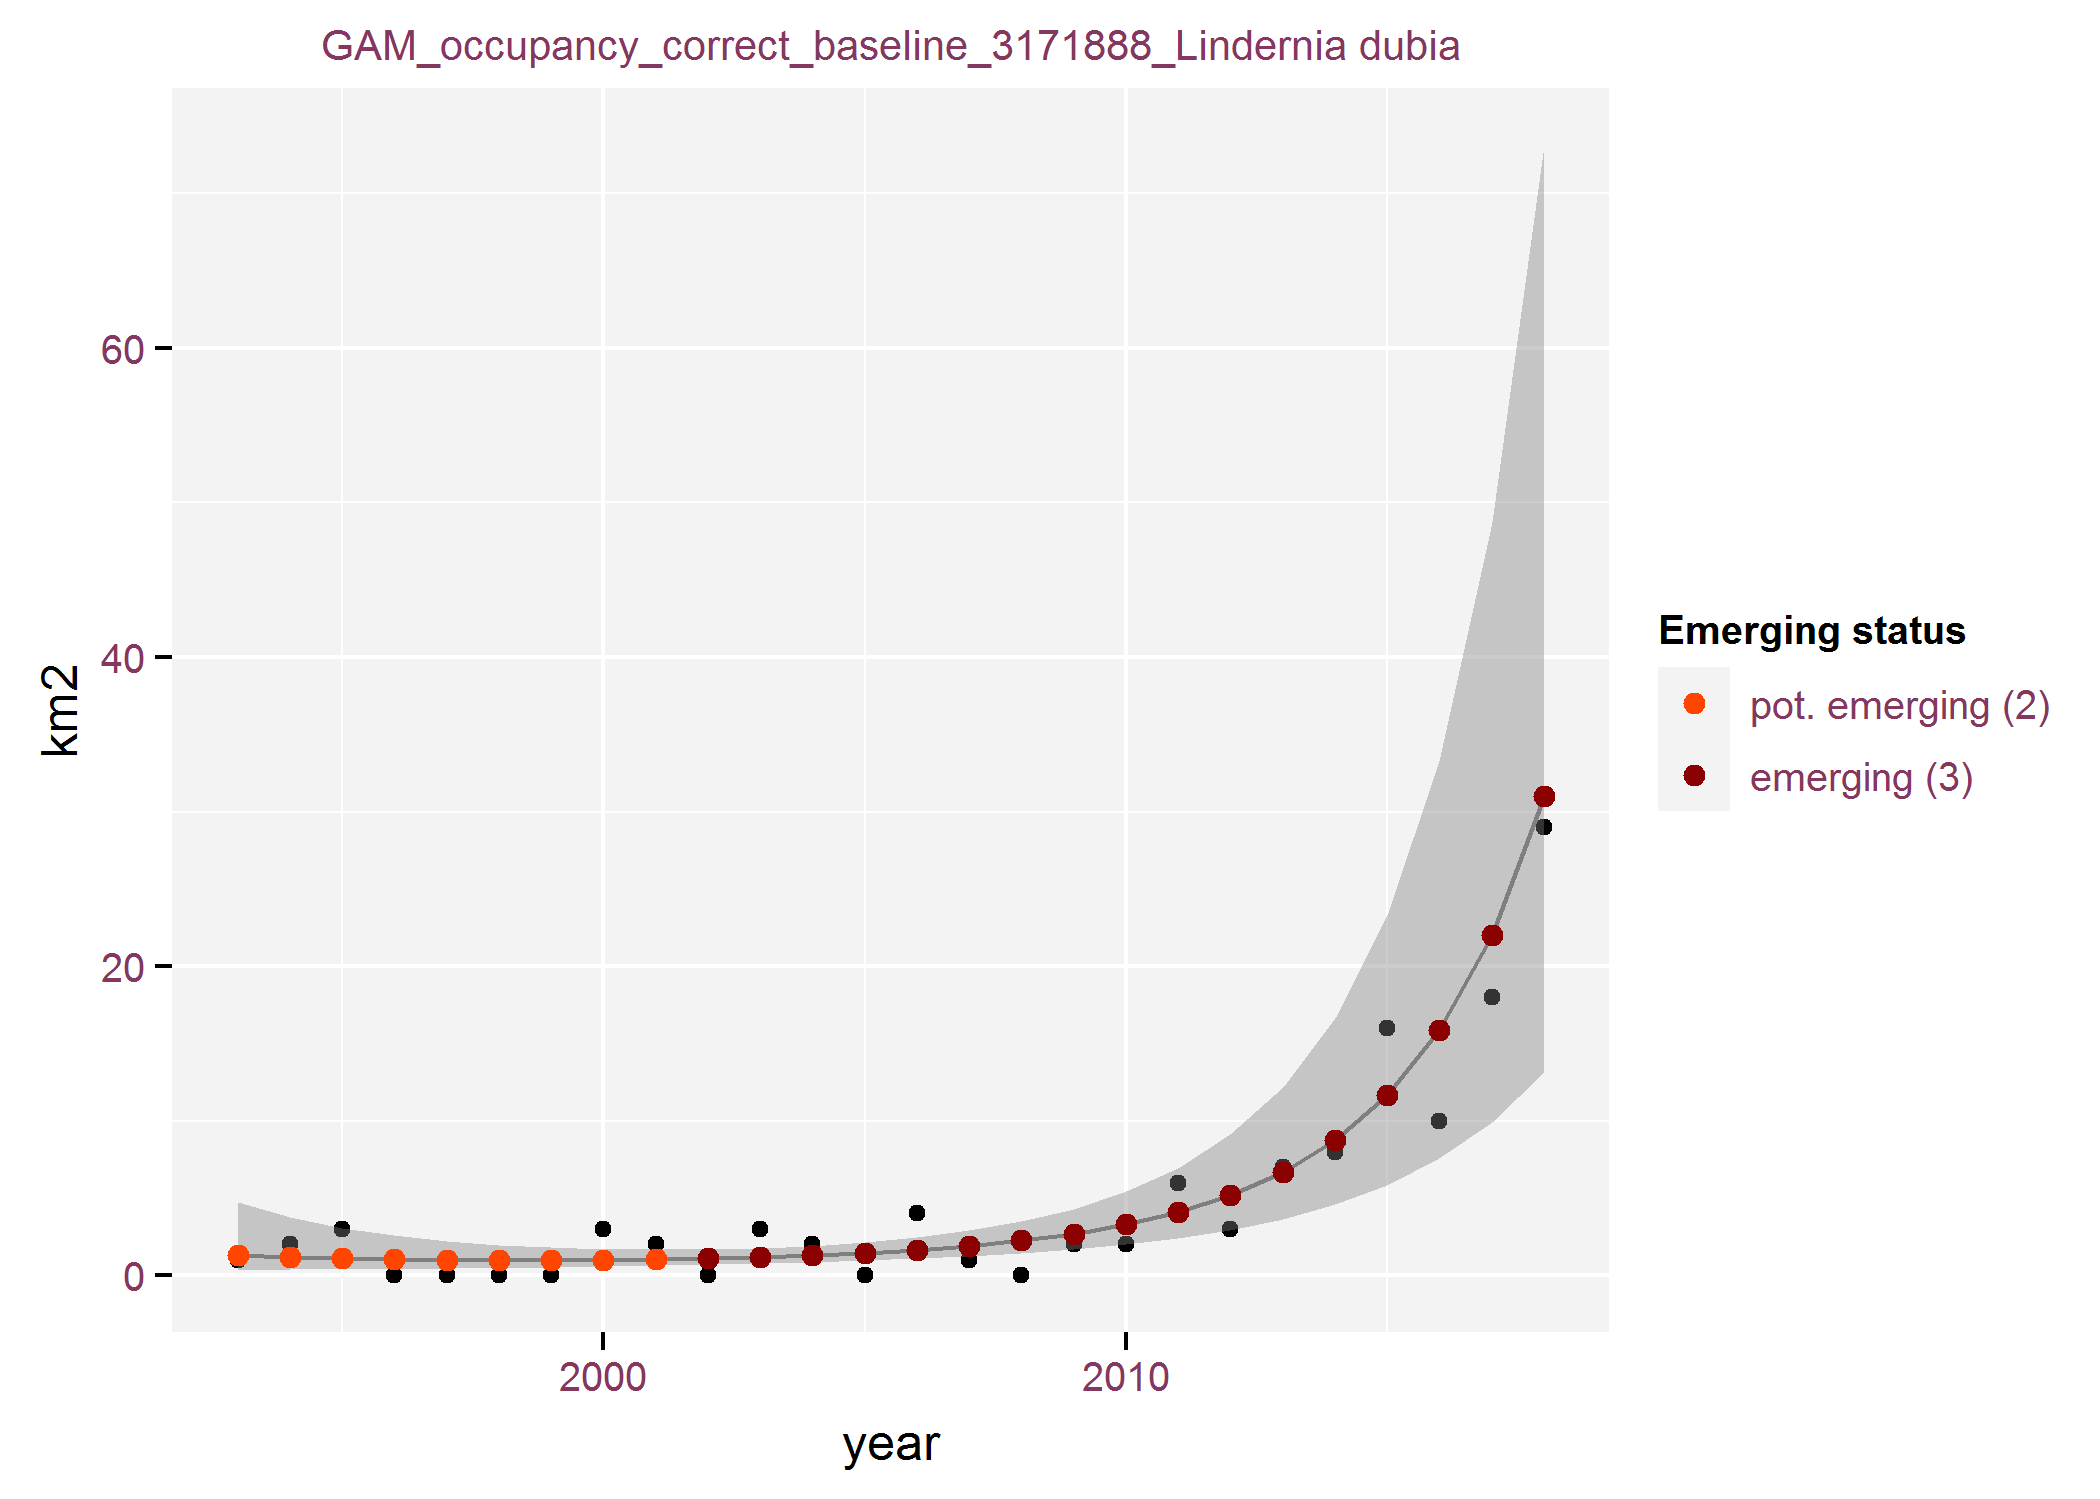 GAM_occupancy_correct_baseline_3171888_Lindernia dubia
60
40
20
0
km2
2000
2010
year
Emerging status
pot. emerging (2)
emerging (3)